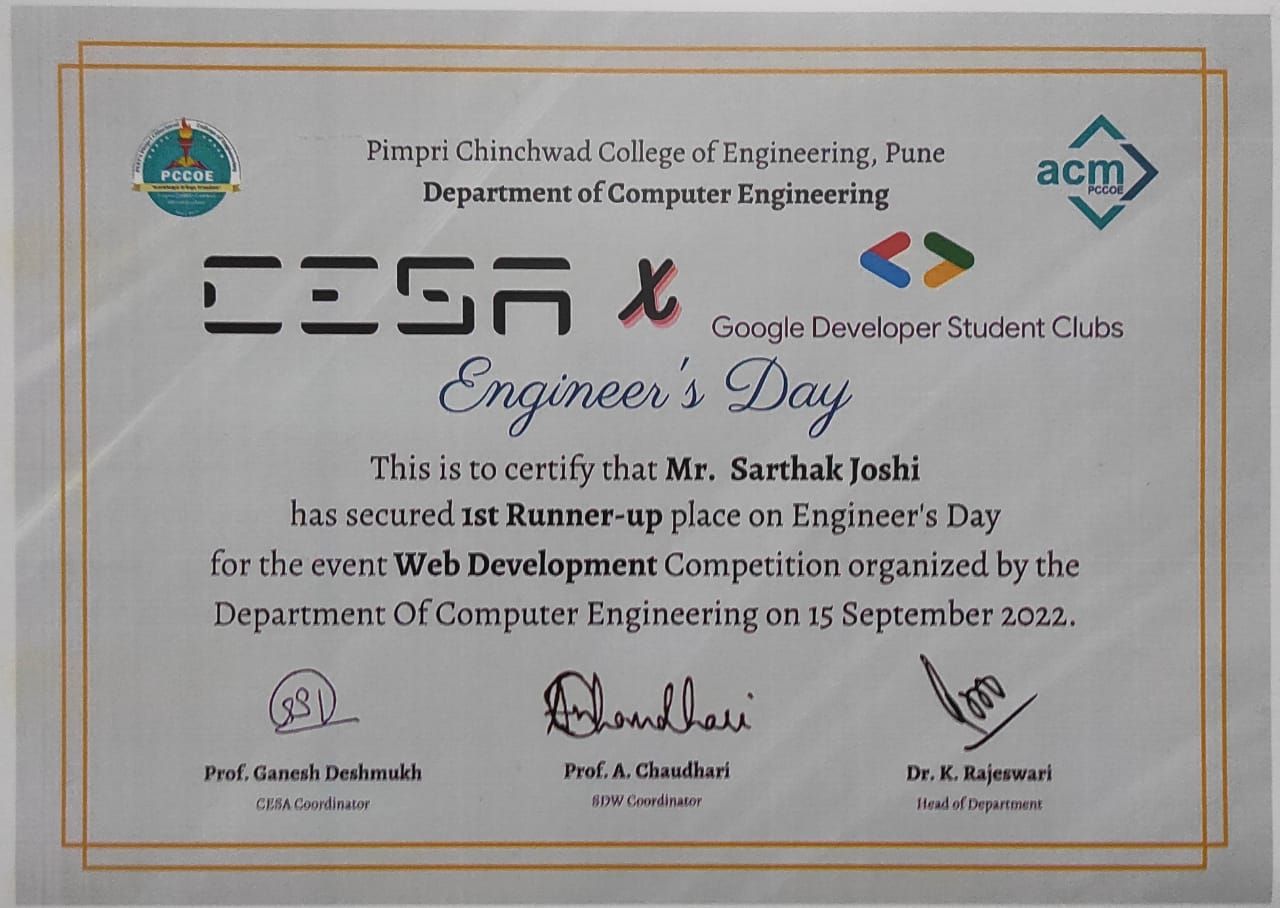 Pimpri Chinchwad College of Engineering, Pune
Department of Computer Engineering
PCCOE
acm
PCCOE
CESA X
Google Developer Student Clubs
Engineer's Day
This is to certify that Mr. Sarthak Joshi
has secured 1st Runner-up place on Engineer's Day
for the event Web Development Competition organized by the
Department Of Computer Engineering on 15 September 2022.
Prof. Ganesh Deshmukh
CESA Coordinator
Prof. A. Chaudhari
SDW Coordinator
Dr. K. Rajeswari
Head of Department